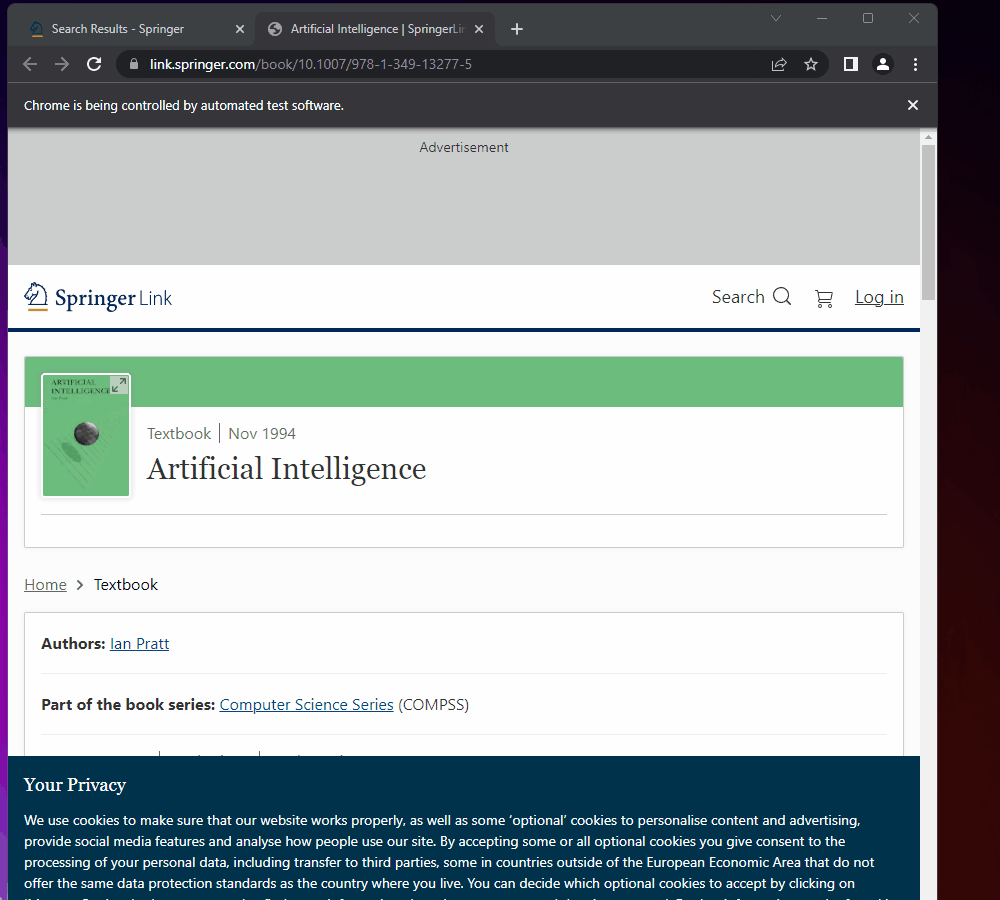 Search Results - Springer
Artificial Intelligence | SpringerLin
link.springer.com/book/10.1007/978-1-349-13277-5
Chrome is being controlled by automated test software.
Advertisement
Springer Link
Search
Log in
ARTIFICIAL
INTELLIGENCE
Textbook | Nov 1994
Artificial Intelligence
Home > Textbook
Authors: Ian Pratt
Part of the book series: Computer Science Series (COMPSS)
Your Privacy
We use cookies to make sure that our website works properly, as well as some ‘optional’ cookies to personalise content and advertising,
provide social media features and analyse how people use our site. By accepting some or all optional cookies you give consent to the
processing of your personal data, including transfer to third parties, some in countries outside of the European Economic Area that do not
offer the same data protection standards as the country where you live. You can decide which optional cookies to accept by clicking on